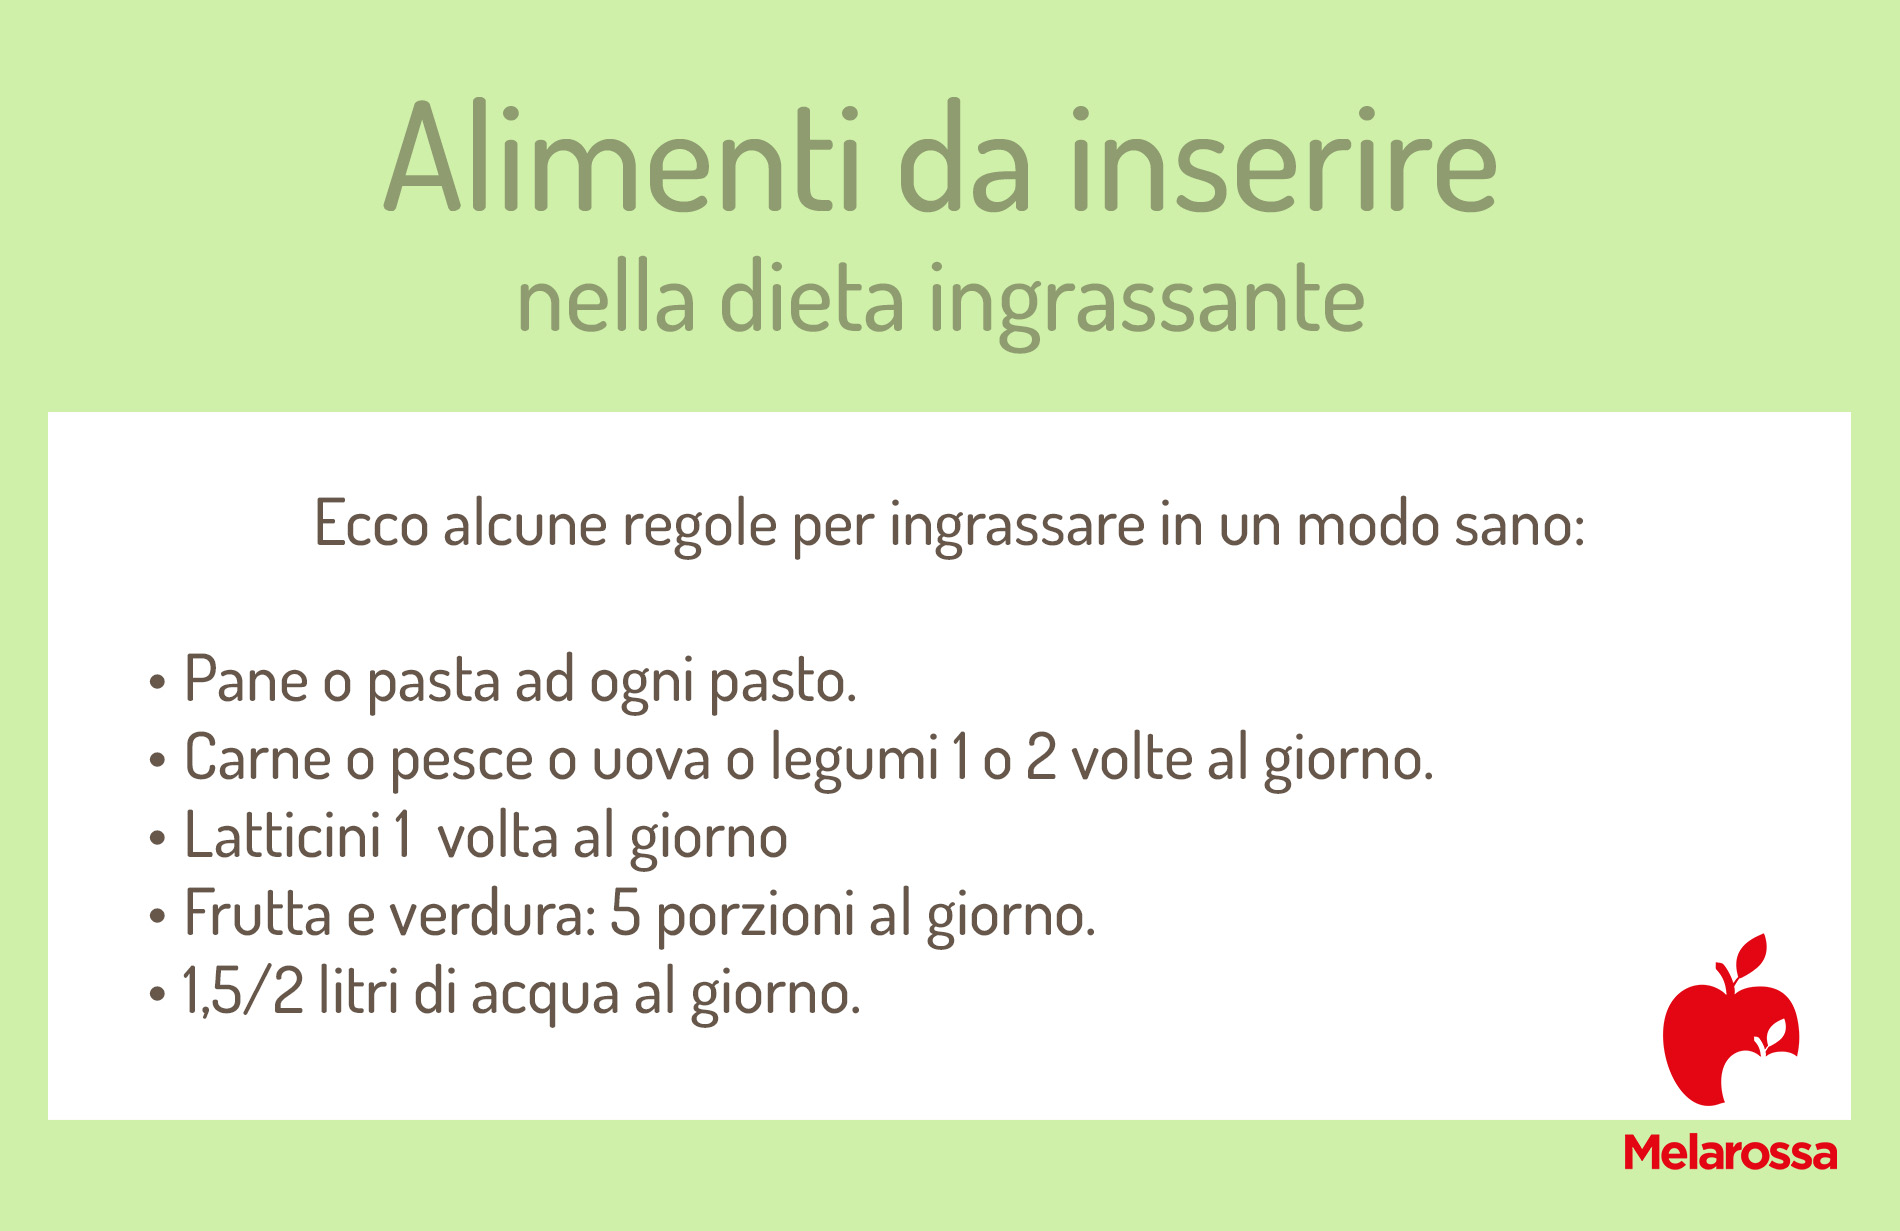 Alimenti da inserire
nella dieta ingrassante
Ecco alcune regole per ingrassare in un modo sano:
• Pane o pasta ad ogni pasto.
• Carne o pesce o uova o legumi 1 o 2 volte al giorno.
• Latticini 1  volta al giorno
• Frutta e verdura: 5 porzioni al giorno.
• 1,5/2 litri di acqua al giorno.
Melarossa